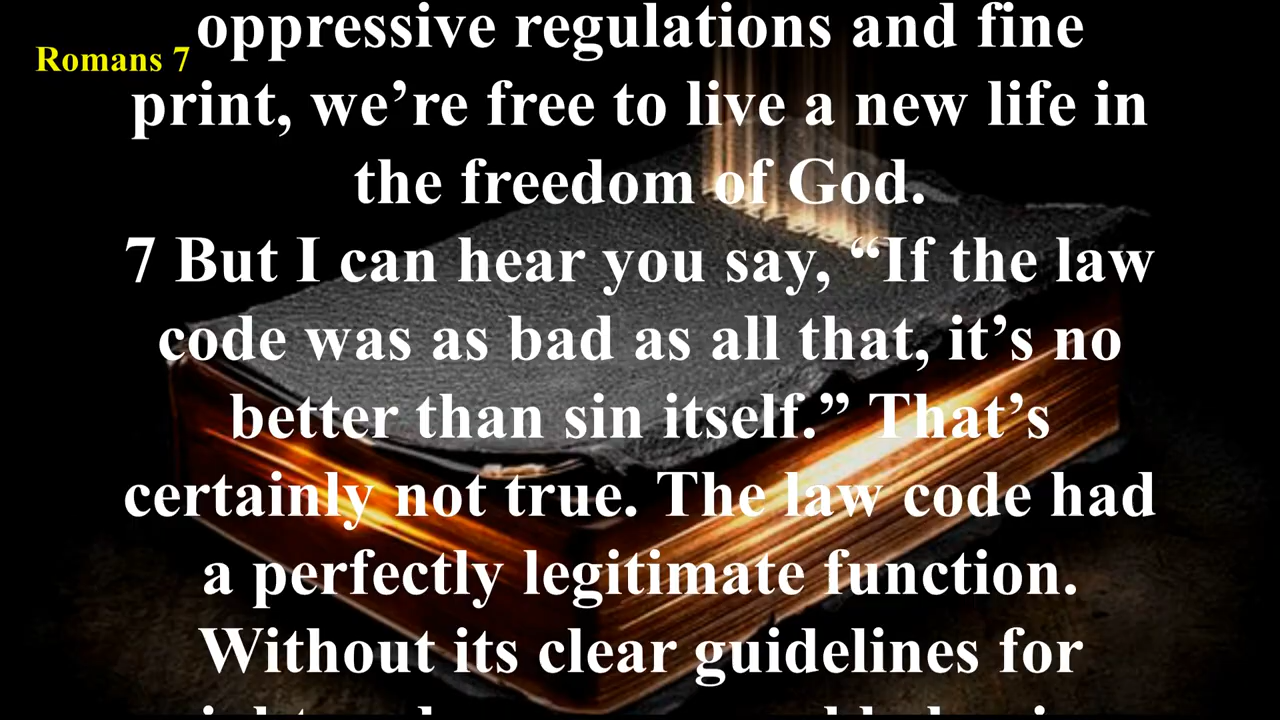 oppressive regulations and fine
Romans 7
print, we’re free to live a new life in
the freedom of God.
7 But I can hear you say, “If the law
code was as bad as all that, it’s no
better than sin itself.” That’s
certainly not true. The law code had
a perfectly legitimate function.
Without its clear guidelines for